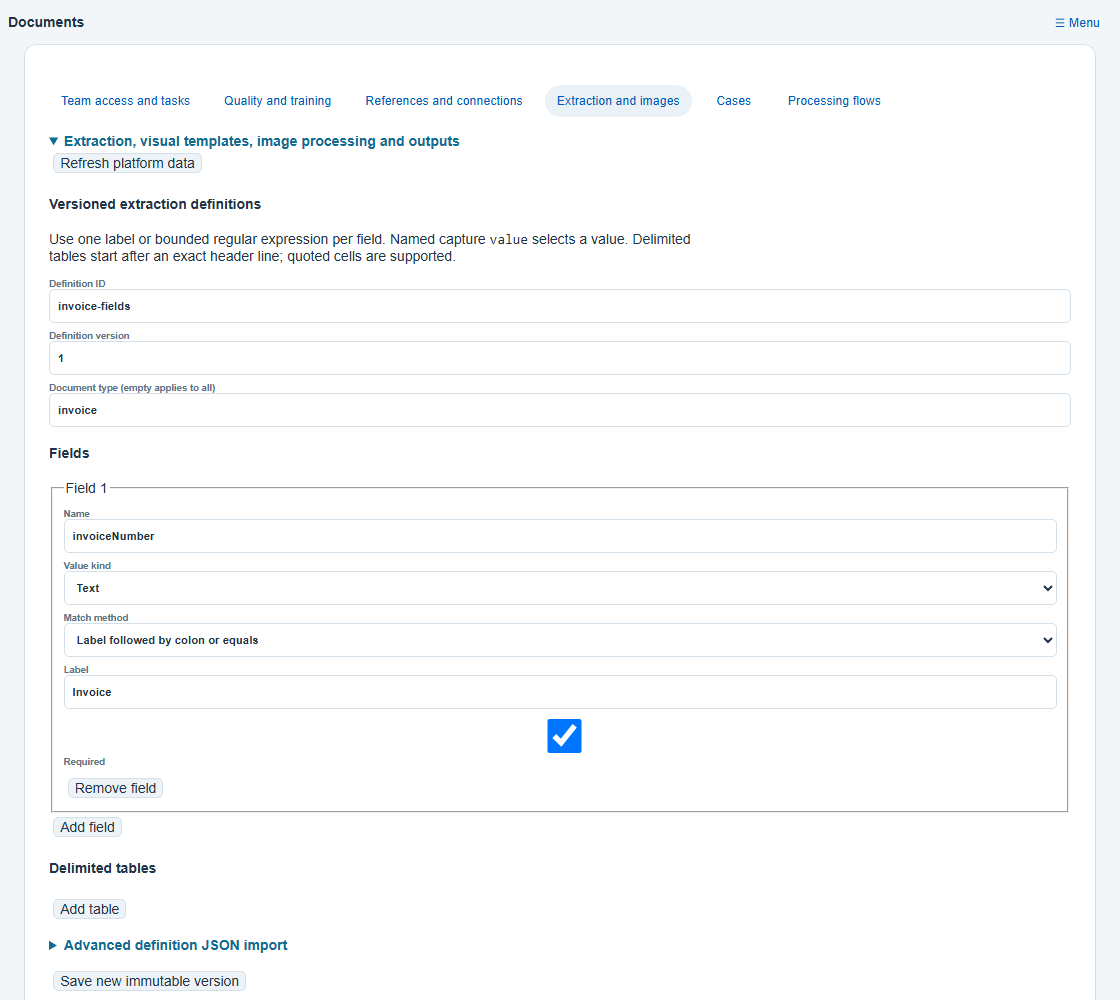 Documents
☰ Menu
Team access and tasks
Quality and training
References and connections
Extraction and images
Cases
Processing flows
▼ Extraction, visual templates, image processing and outputs
Refresh platform data
Versioned extraction definitions
Use one label or bounded regular expression per field. Named capture value selects a value. Delimited
tables start after an exact header line; quoted cells are supported.
Definition ID
invoice-fields
Definition version
1
Document type (empty applies to all)
invoice
Fields
Field 1
Name
invoiceNumber
Value kind
Text
Match method
Label followed by colon or equals
Label
Invoice
Required
Remove field
Add field
Delimited tables
Add table
▶ Advanced definition JSON import
Save new immutable version